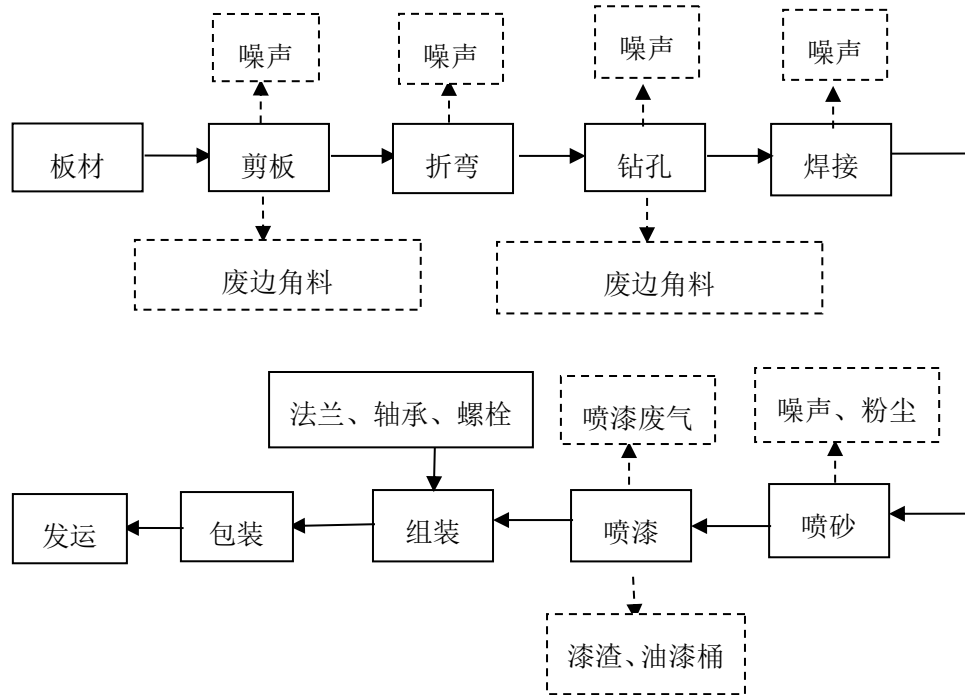 噪声
噪声
噪声
噪声
板材
剪板
折弯
钻孔
焊接
废边角料
废边角料
法兰、轴承、螺栓
喷漆废气
噪声、粉尘
发运
包装
组装
喷漆
喷砂
漆渣、油漆桶